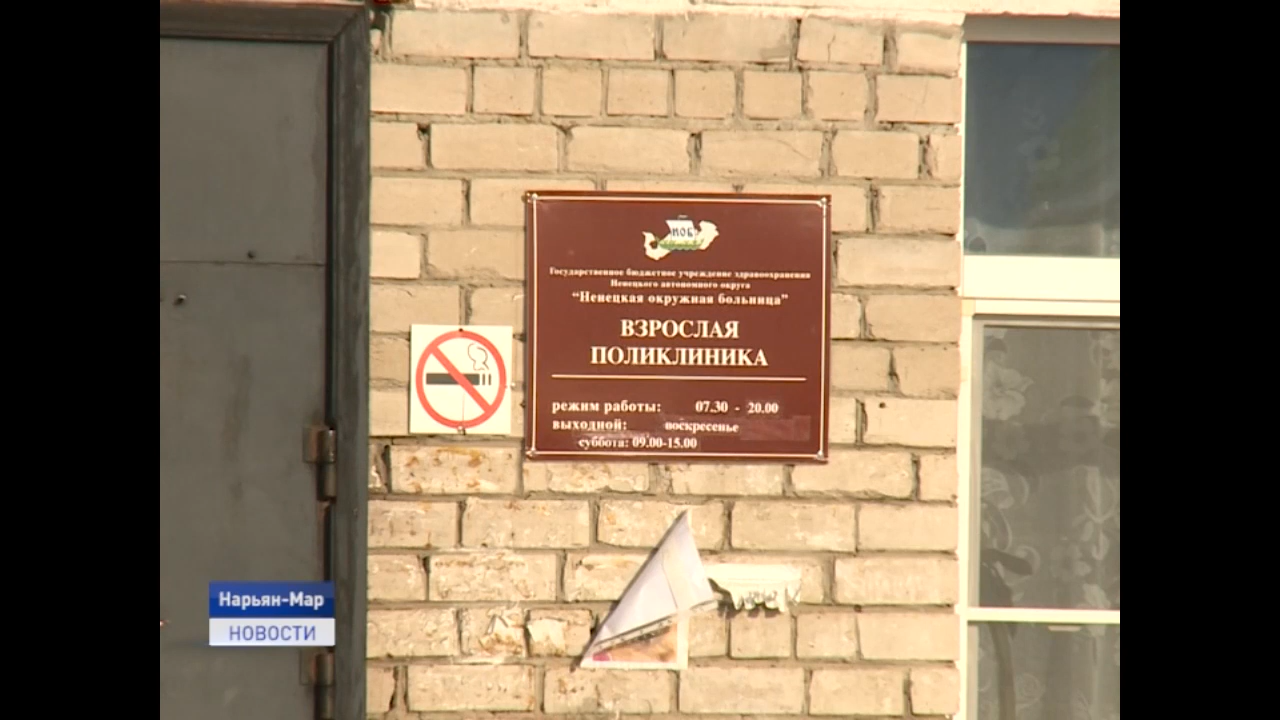 НОБ
Государственное бюджетное учреждение здравоохранения
Ненецкого автономного округа
“Ненецкая окружная больница”
ВЗРОСЛАЯ
ПОЛИКЛИНИКА
режим работы: 07.30 - 20.00
выходной: воскресенье
суббота: 09.00-15.00
Нарьян-Мар
НОВОСТИ